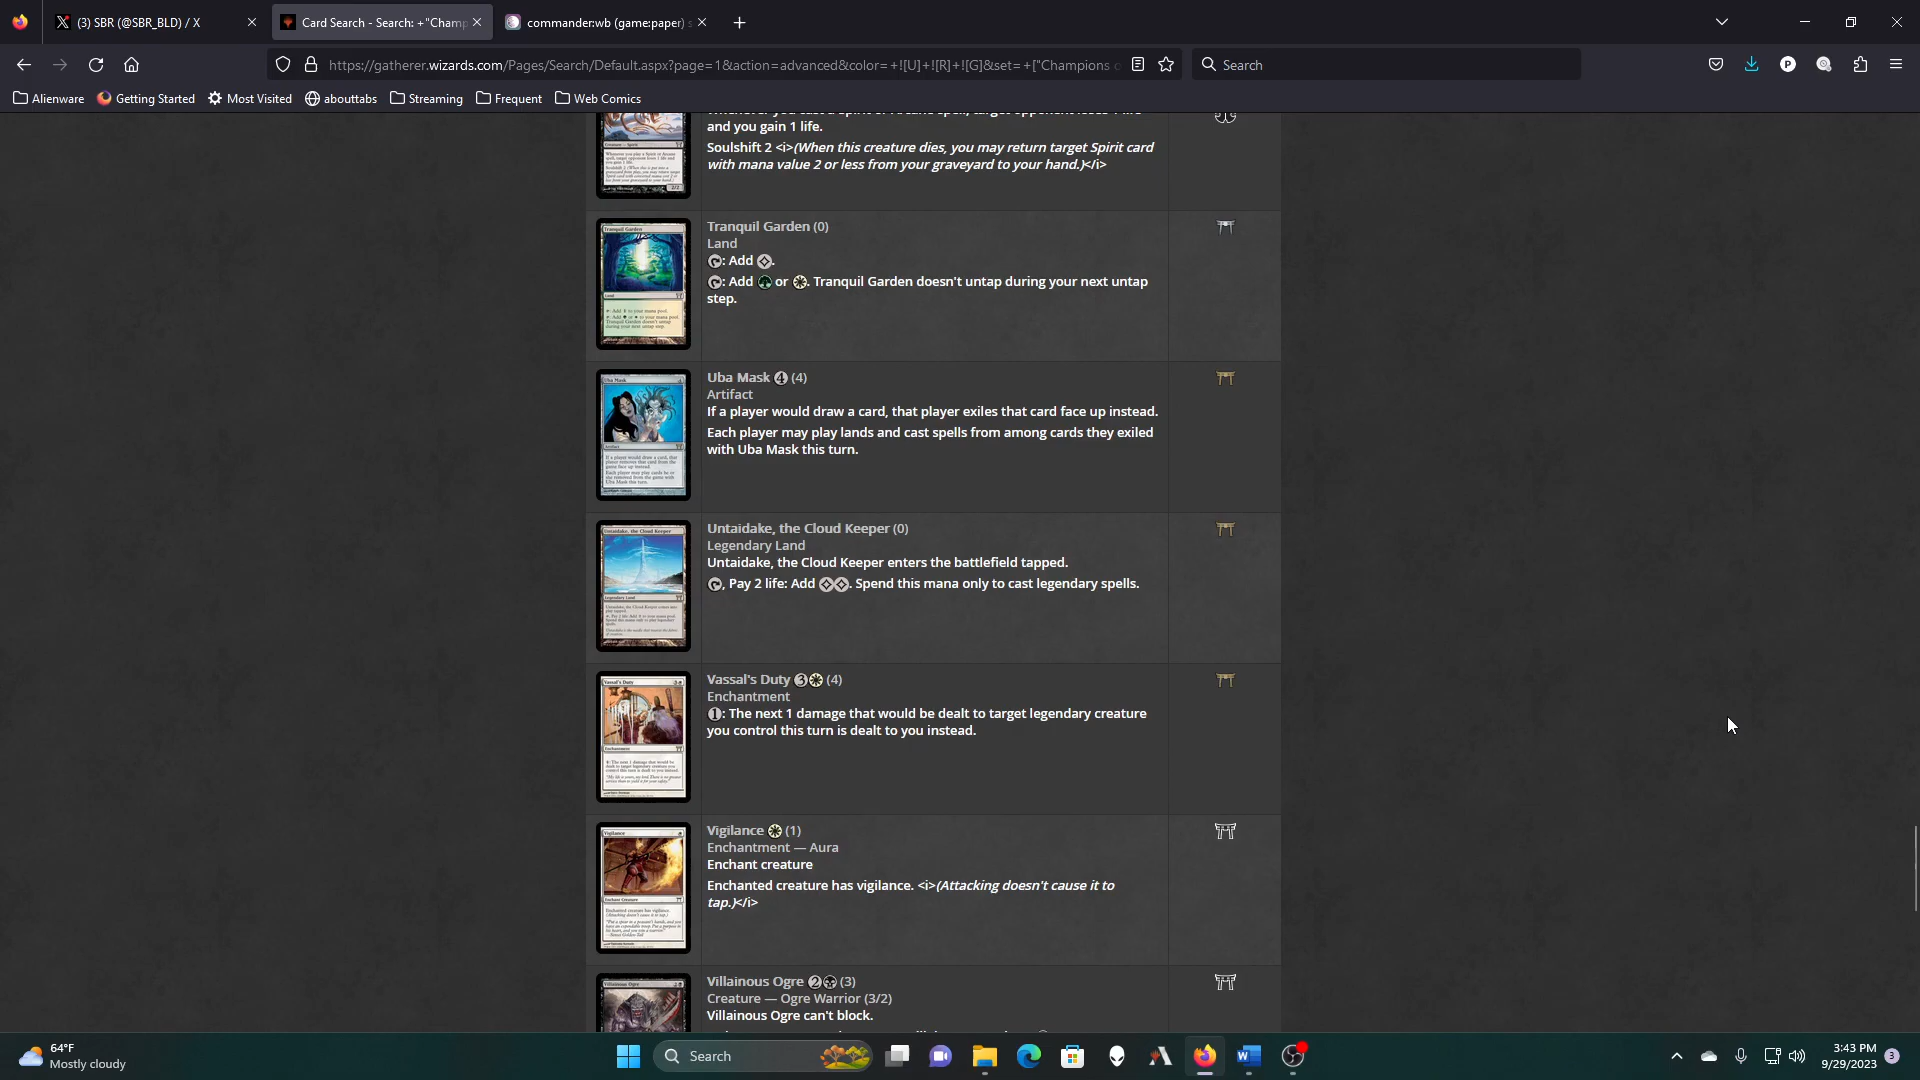 (3) SBR (@SBR_BLD) / X
Card Search - Search: +"Champ
commander:wb (game:paper) s
https://gatherer.wizards.com/Pages/Search/Default.aspx?page=1&action=advanced&color=+![U]+![R]+![G]&set=+["Champions o
Search
Alienware
Getting Started
Most Visited
abouttabs
Streaming
Frequent
Web Comics
and you gain 1 life.
Soulshift 2 <i>(When this creature dies, you may return target Spirit card
with mana value 2 or less from your graveyard to your hand.)</i>
Tranquil Garden (0)
Land
: Add .
: Add or . Tranquil Garden doesn't untap during your next untap
step.
Uba Mask 4 (4)
Artifact
If a player would draw a card, that player exiles that card face up instead.
Each player may play lands and cast spells from among cards they exiled
with Uba Mask this turn.
Untaidake, the Cloud Keeper (0)
Legendary Land
Untaidake, the Cloud Keeper enters the battlefield tapped.
, Pay 2 life: Add . Spend this mana only to cast legendary spells.
Vassal's Duty 3 (4)
Enchantment
1: The next 1 damage that would be dealt to target legendary creature
you control this turn is dealt to you instead.
Vigilance (1)
Enchantment — Aura
Enchant creature
Enchanted creature has vigilance. <i>(Attacking doesn't cause it to
tap.)</i>
Villainous Ogre 2 (3)
Creature — Ogre Warrior (3/2)
Villainous Ogre can't block.
64°F
Mostly cloudy
Search
3:43 PM
9/29/2023
3